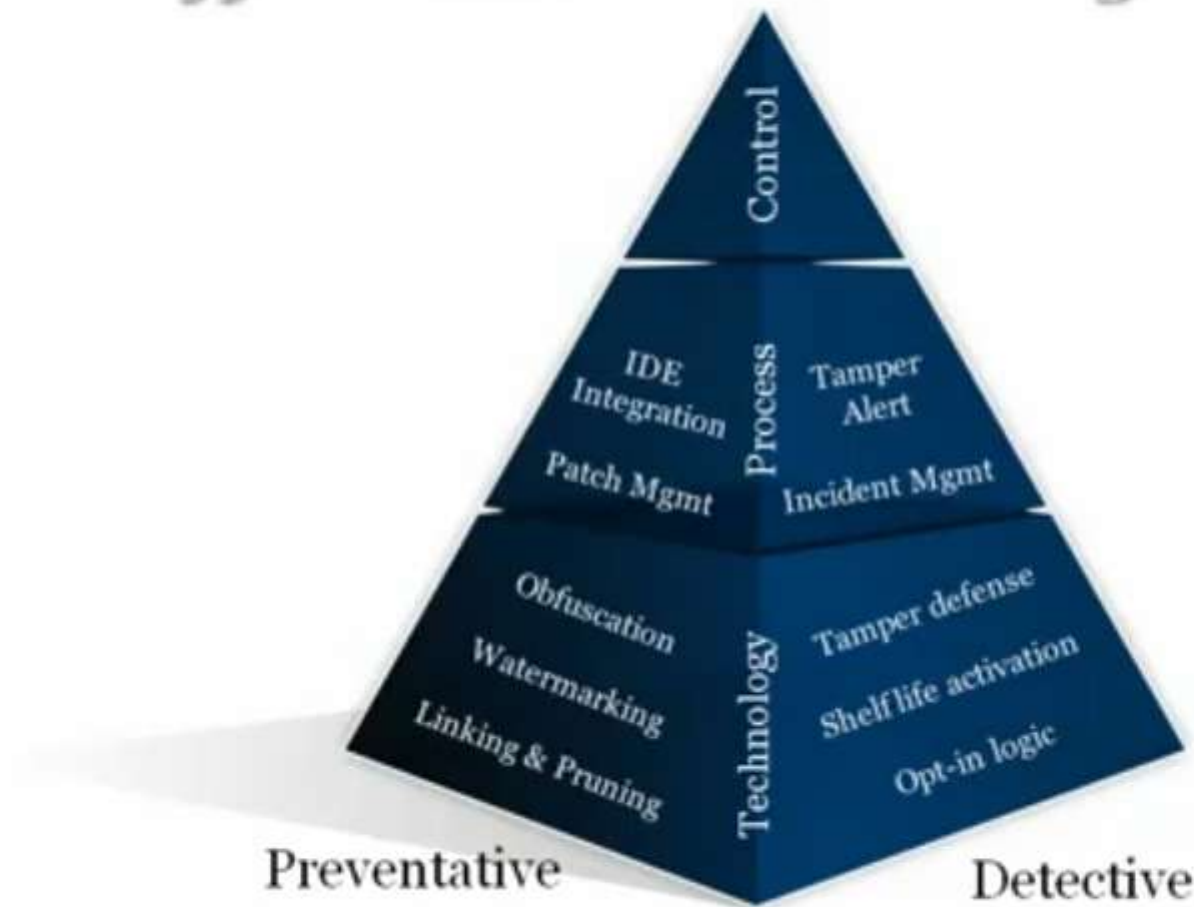 Control
Process
IDE
Integration
Patch Mgmt
Tamper
Alert
Incident Mgmt
Technology
Obfuscation
Watermarking
Linking & Pruning
Tamper defense
Shelf life activation
Opt-in logic
Preventative
Detective